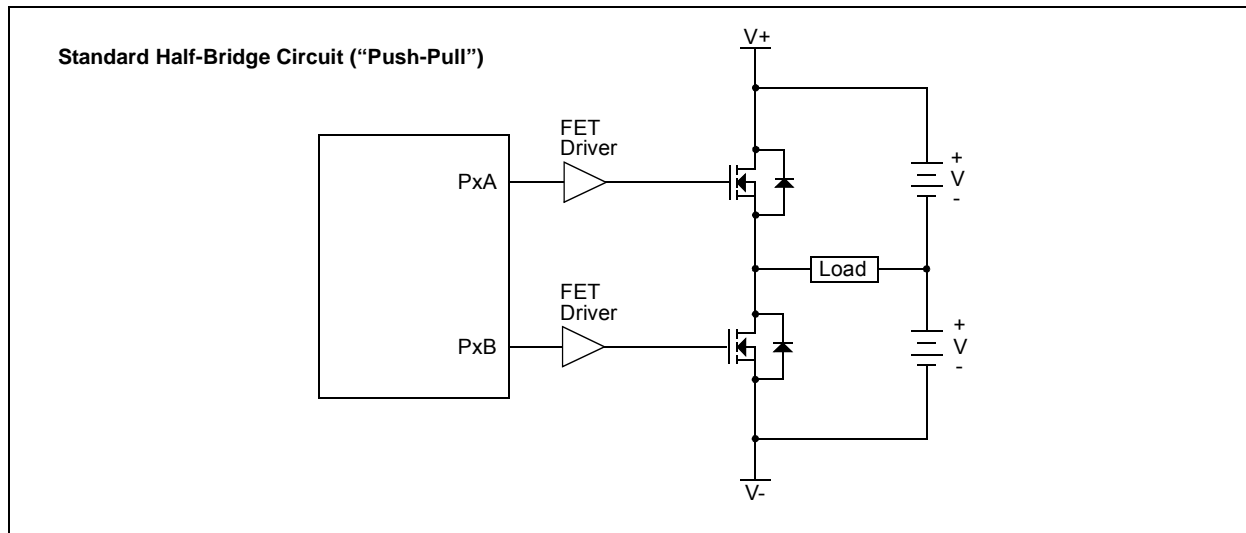 Standard Half-Bridge Circuit (“Push-Pull”)
V+
FET
Driver
PxA
+
V
-
Load
FET
Driver
PxB
+
V
-
V-